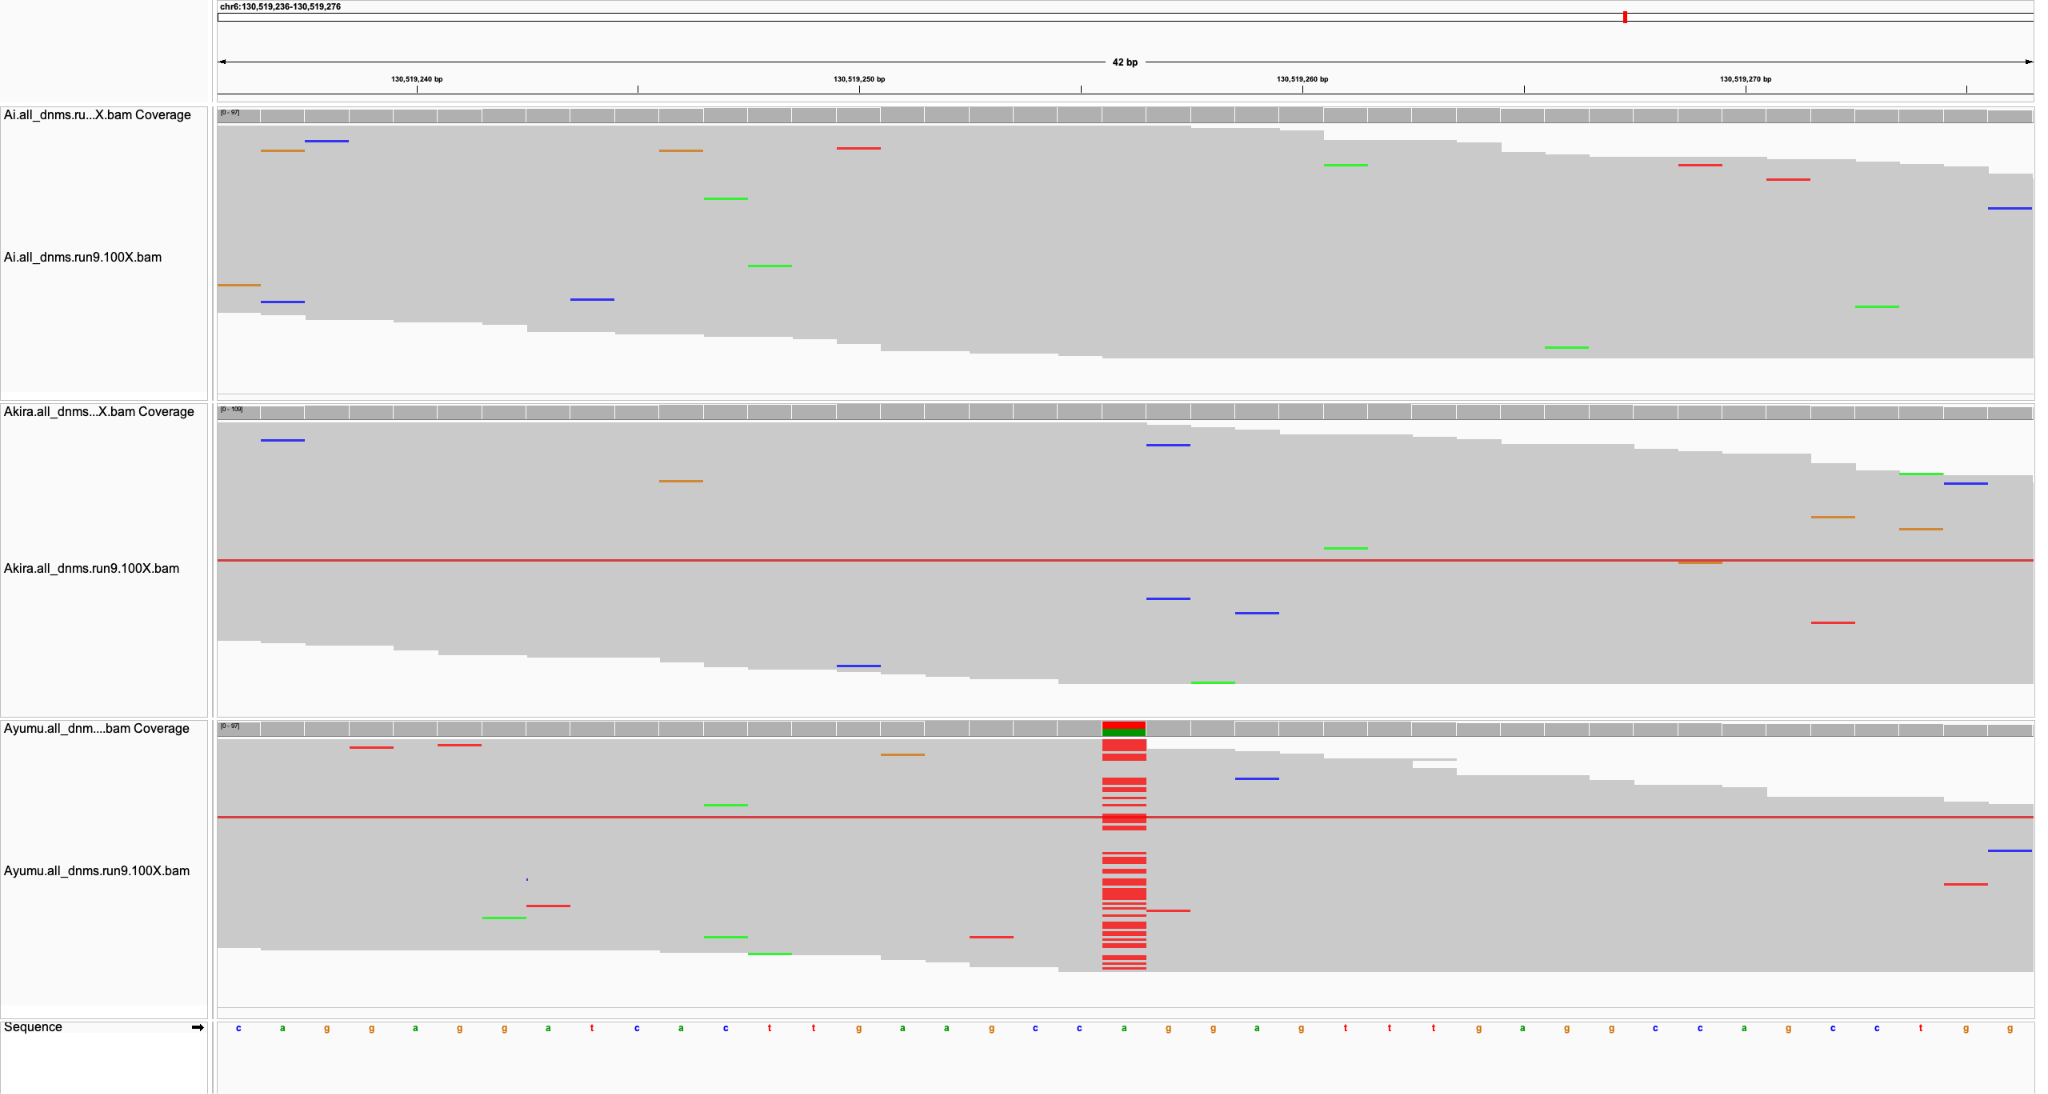 chr6:130,519,236-130,519,276
42 bp
130,519,240 bp 130,519,250 bp 130,519,260 bp 130,519,270 bp
Ai.all_dnms.ru...X.bam Coverage
[0 - 97]
Ai.all_dnms.run9.100X.bam
Akira.all_dnms...X.bam Coverage
[0 - 109]
Akira.all_dnms.run9.100X.bam
Ayumu.all_dnm....bam Coverage
[0 - 97]
Ayumu.all_dnms.run9.100X.bam
Sequence c a g g a g g a t c a c t t g a a g c c a g g a g t t t g a g g c c a g c c t g g